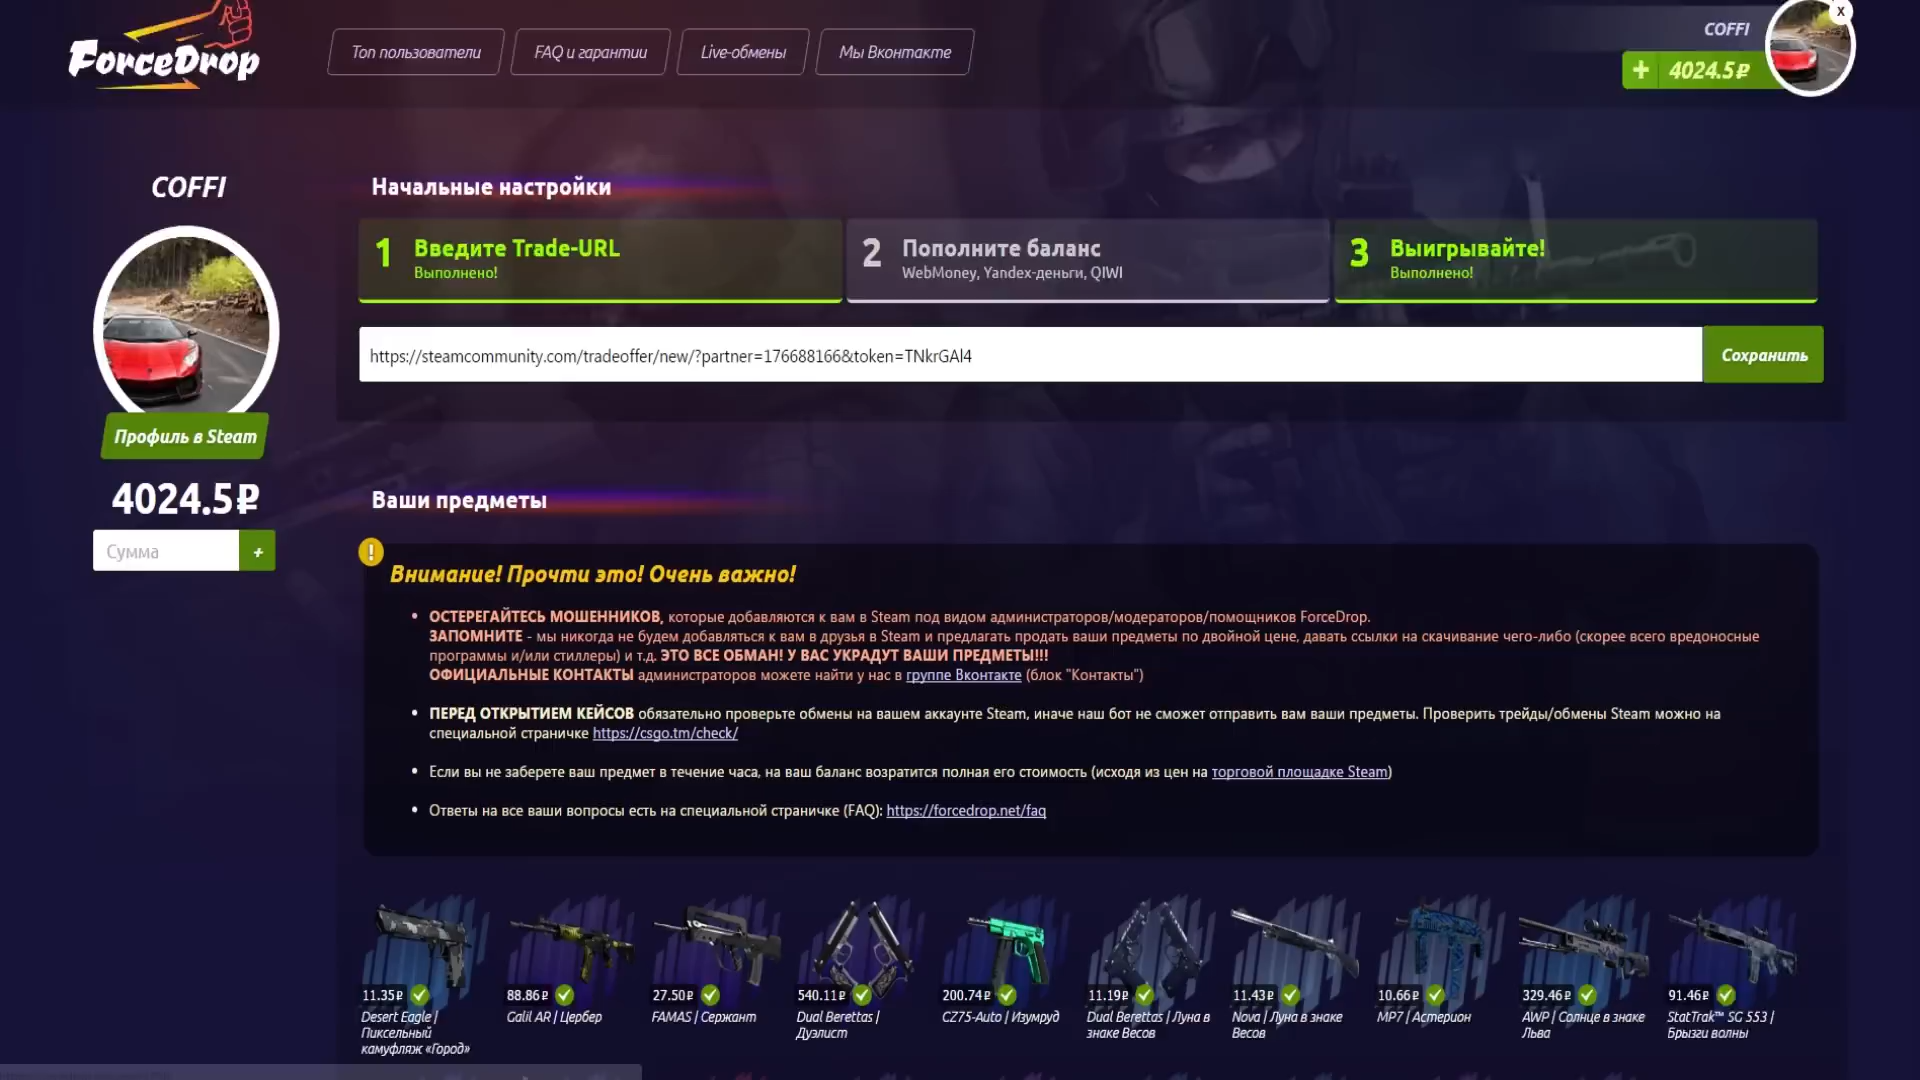 ForceDrop
Топ пользователи
FAQ и гарантии
Live-обмены
Мы Вконтакте
COFFI
x
+ 4024.5₽
COFFI
Профиль в Steam
4024.5₽
Сумма
+
Начальные настройки
1 Введите Trade-URL
Выполнено!
2 Пополните баланс
WebMoney, Yandex-деньги, QIWI
3 Выигрывайте!
Выполнено!
https://steamcommunity.com/tradeoffer/new/?partner=176688166&token=TNkrGAl4
Сохранить
Ваши предметы
!
Внимание! Прочти это! Очень важно!
• ОСТЕРЕГАЙТЕСЬ МОШЕННИКОВ, которые добавляются к вам в Steam под видом администраторов/модераторов/помощников ForceDrop.
ЗАПОМНИТЕ - мы никогда не будем добавляться к вам в друзья в Steam и предлагать продать ваши предметы по двойной цене, давать ссылки на скачивание чего-либо (скорее всего вредоносные
программы и/или стиллеры) и т.д. ЭТО ВСЕ ОБМАН! У ВАС УКРАДУТ ВАШИ ПРЕДМЕТЫ!!!
ОФИЦИАЛЬНЫЕ КОНТАКТЫ администраторов можете найти у нас в группе Вконтакте (блок "Контакты")
• ПЕРЕД ОТКРЫТИЕМ КЕЙСОВ обязательно проверьте обмены на вашем аккаунте Steam, иначе наш бот не сможет отправить вам ваши предметы. Проверить трейды/обмены Steam можно на
специальной страничке https://csgo.tm/check/
• Если вы не заберете ваш предмет в течение часа, на ваш баланс возратится полная его стоимость (исходя из цен на торговой площадке Steam)
• Ответы на все ваши вопросы есть на специальной страничке (FAQ): https://forcedrop.net/faq
11.35₽
Desert Eagle |
Пиксельный
камуфляж «Город»
88.86₽
Galil AR | Цербер
27.50₽
FAMAS | Сержант
540.11₽
Dual Berettas |
Дуэлист
200.74₽
CZ75-Auto | Изумруд
11.19₽
Dual Berettas | Луна в
знаке Весов
11.43₽
Nova | Луна в знаке
Весов
10.66₽
MP7 | Астерион
329.46₽
AWP | Солнце в знаке
Льва
91.46₽
StatTrak™ SG 553 |
Брызги волны